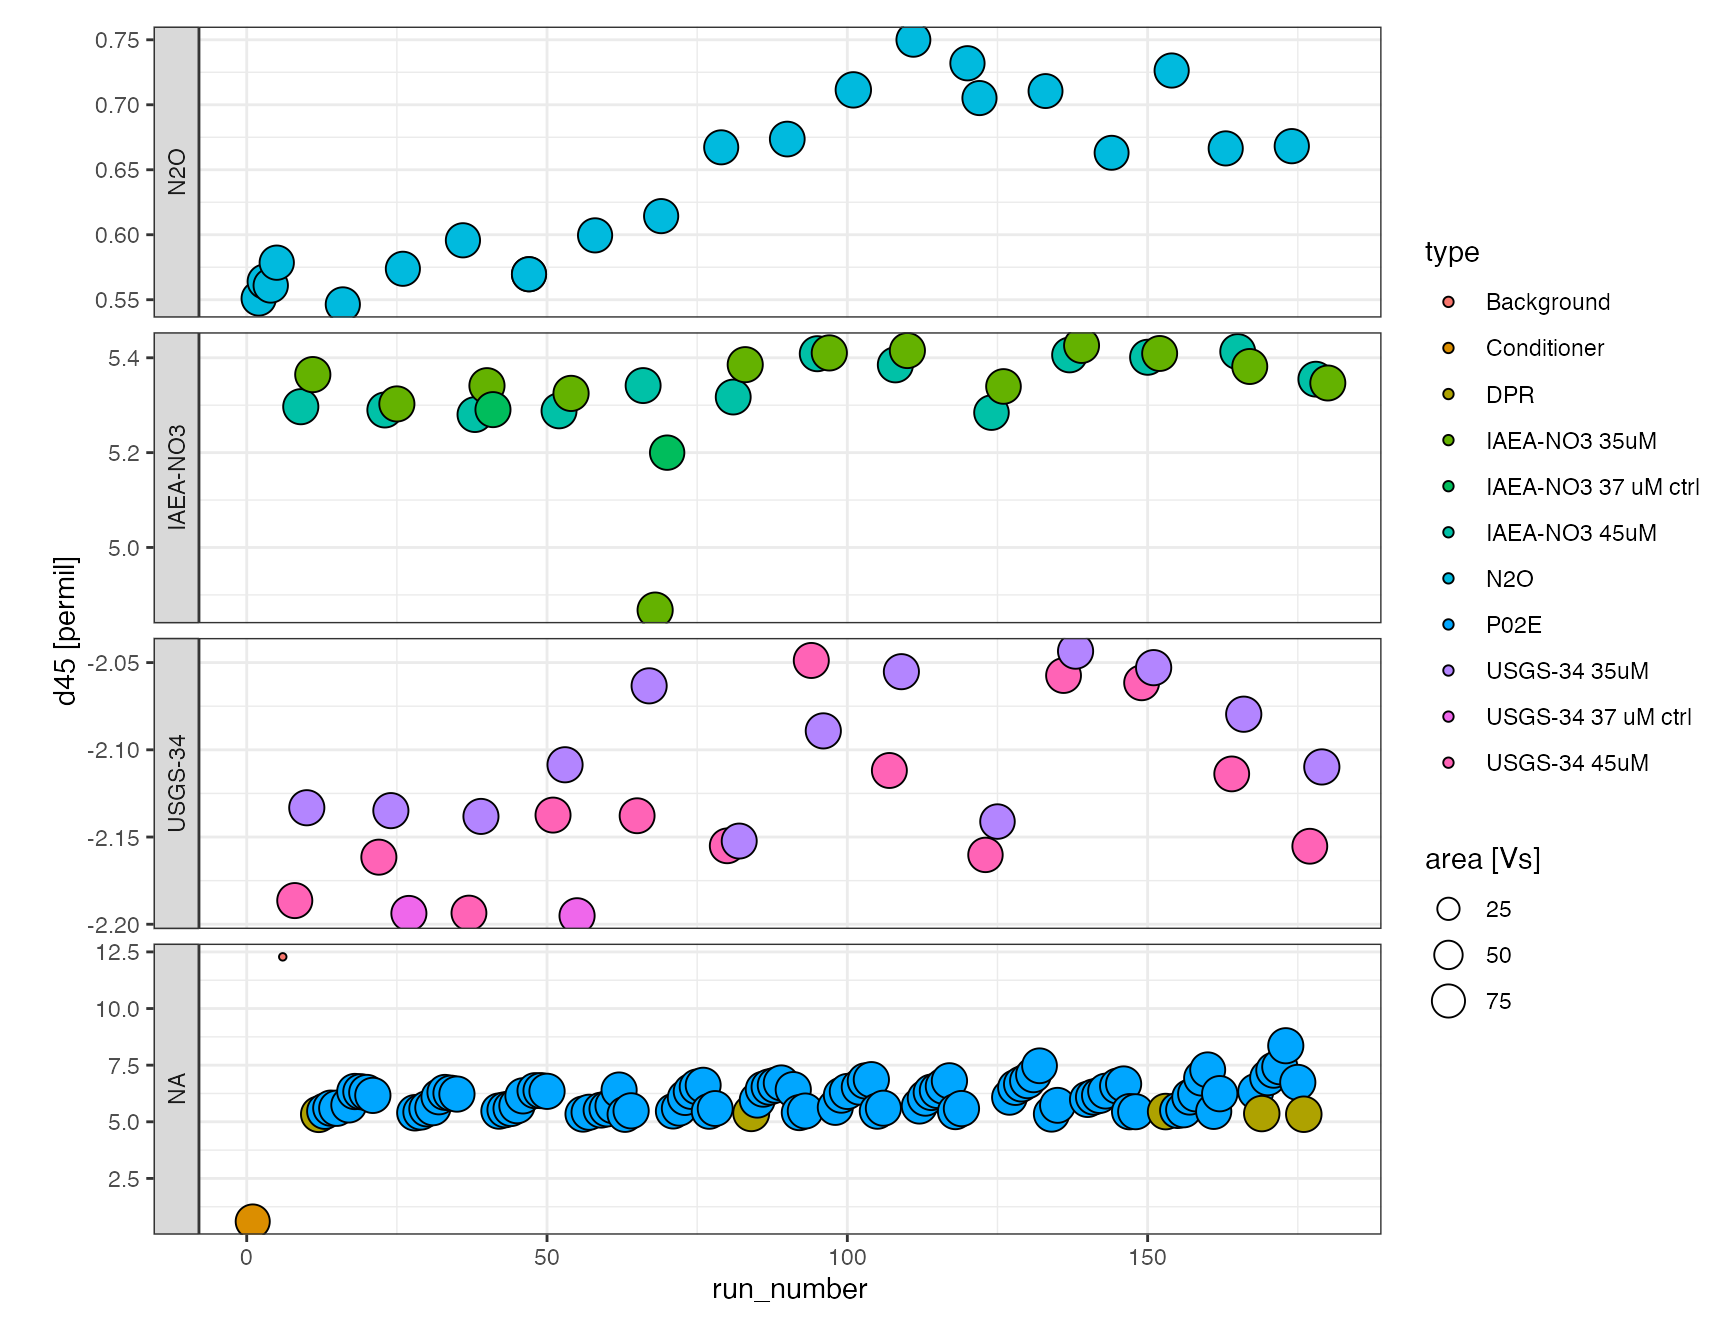 d45 [permil]
N2O
0.75
0.70
0.65
0.60
0.55
IAEA-NO3
5.4
5.2
5.0
USGS-34
-2.05
-2.10
-2.15
-2.20
NA
12.5
10.0
7.5
5.0
2.5
0
50
100
150
run_number
type
Background
Conditioner
DPR
IAEA-NO3 35uM
IAEA-NO3 37 uM ctrl
IAEA-NO3 45uM
N2O
P02E
USGS-34 35uM
USGS-34 37 uM ctrl
USGS-34 45uM
area [Vs]
25
50
75